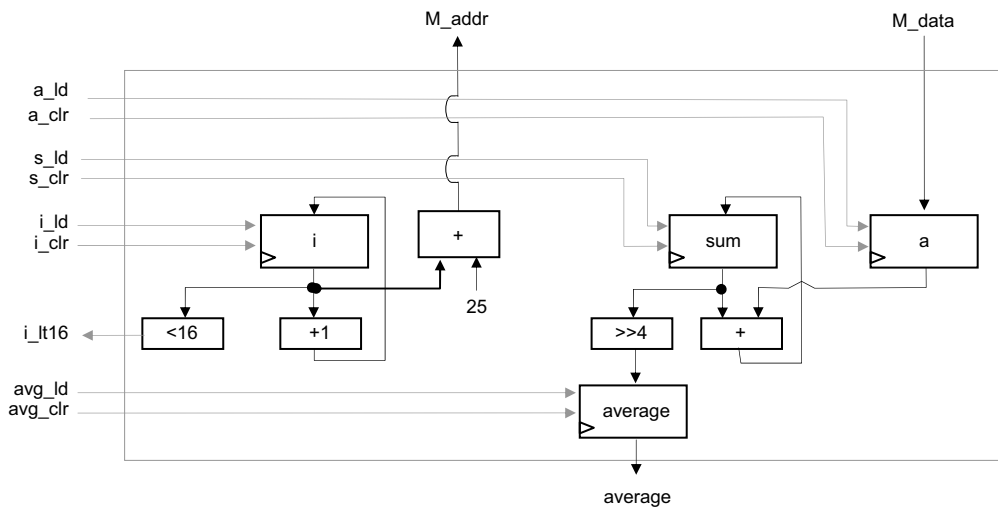 M_addr
M_data
a_ld
a_clr
s_ld
s_clr
i_ld
i_clr
i
+
sum
a
25
i_lt16
<16
+1
>>4
+
avg_ld
avg_clr
average
average